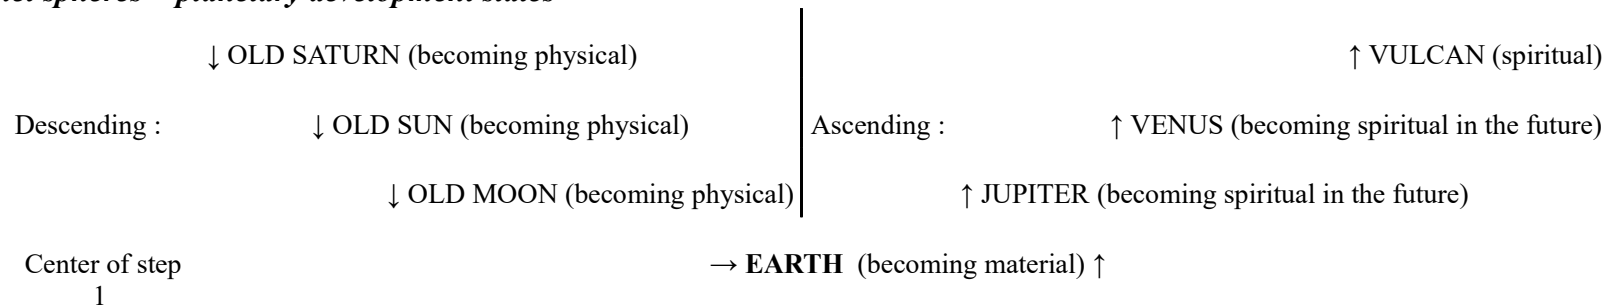 spheres – planetary development states
↓ OLD SATURN (becoming physical) ↑ VULCAN (spiritual)
Descending : ↓ OLD SUN (becoming physical) Ascending : ↑ VENUS (becoming spiritual in the future)
↓ OLD MOON (becoming physical) ↑ JUPITER (becoming spiritual in the future)
Center of step → EARTH (becoming material) ↑
1